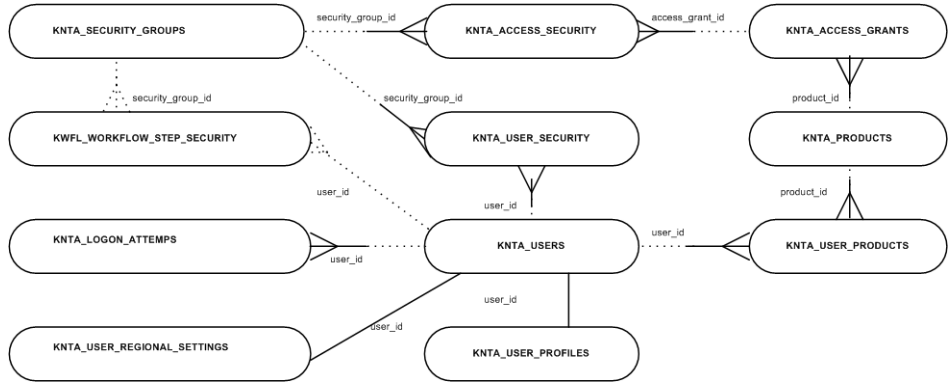 security_group_id
access_grant_id
KNTA_SECURITY_GROUPS
KNTA_ACCESS_SECURITY
KNTA_ACCESS_GRANTS
security_group_id
security_group_id
product_id
KWFL_WORKFLOW_STEP_SECURITY
KNTA_USER_SECURITY
KNTA_PRODUCTS
user_id
product_id
user_id
user_id
KNTA_LOGON_ATTEMPS
KNTA_USERS
KNTA_USER_PRODUCTS
user_id
user_id
user_id
KNTA_USER_REGIONAL_SETTINGS
KNTA_USER_PROFILES